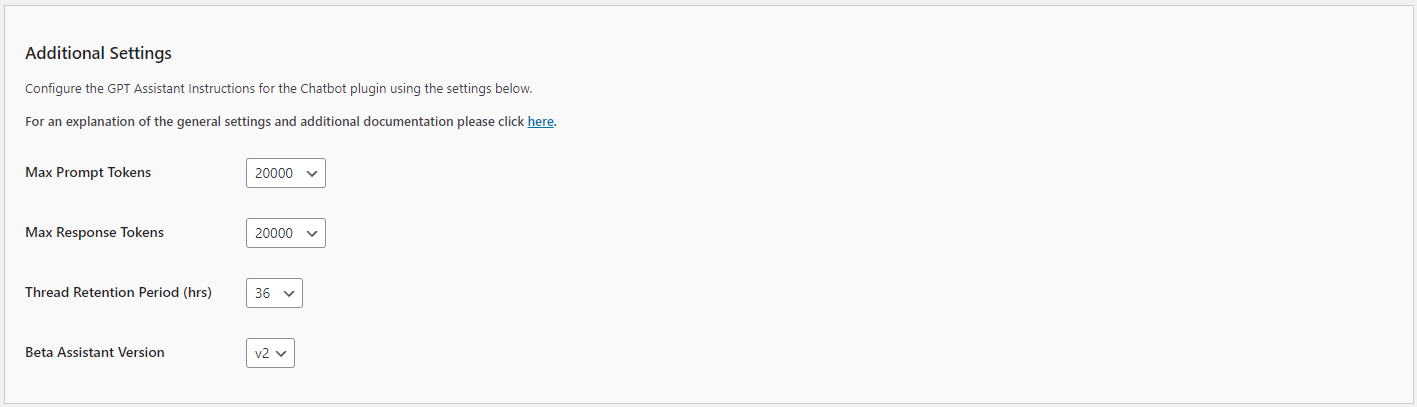 Additional Settings
Configure the GPT Assistant Instructions for the Chatbot plugin using the settings below.
For an explanation of the general settings and additional documentation please click here.
Max Prompt Tokens 20000
Max Response Tokens 20000
Thread Retention Period (hrs) 36
Beta Assistant Version v2